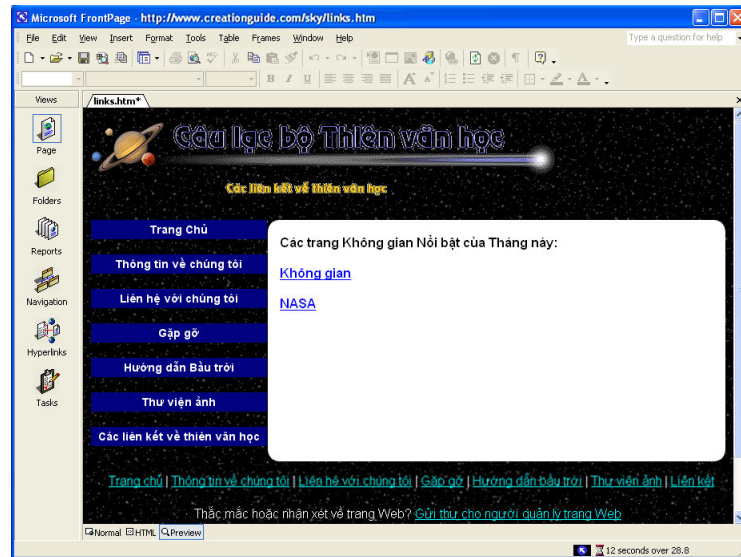 Microsoft FrontPage - http://www.creationguide.com/sky/links.htm
File Edit View Insert Format Tools Table Frames Window Help Type a question for help
Views
links.htm*
Page
Folders
Reports
Navigation
Hyperlinks
Tasks
Câu lạc bộ Thiên văn học
Các liên kết về thiên văn học
Trang Chủ
Thông tin về chúng tôi
Liên hệ với chúng tôi
Gặp gỡ
Hướng dẫn Bầu trời
Thư viện ảnh
Các liên kết về thiên văn học
Các trang Không gian Nổi bật của Tháng này:
Không gian
NASA
Trang chủ | Thông tin về chúng tôi | Liên hệ với chúng tôi | Gặp gỡ | Hướng dẫn bầu trời | Thư viện ảnh | Liên kết
Thắc mắc hoặc nhận xét về trang Web? Gửi thư cho người quản lý trang Web
Normal HTML Preview
12 seconds over 28.8